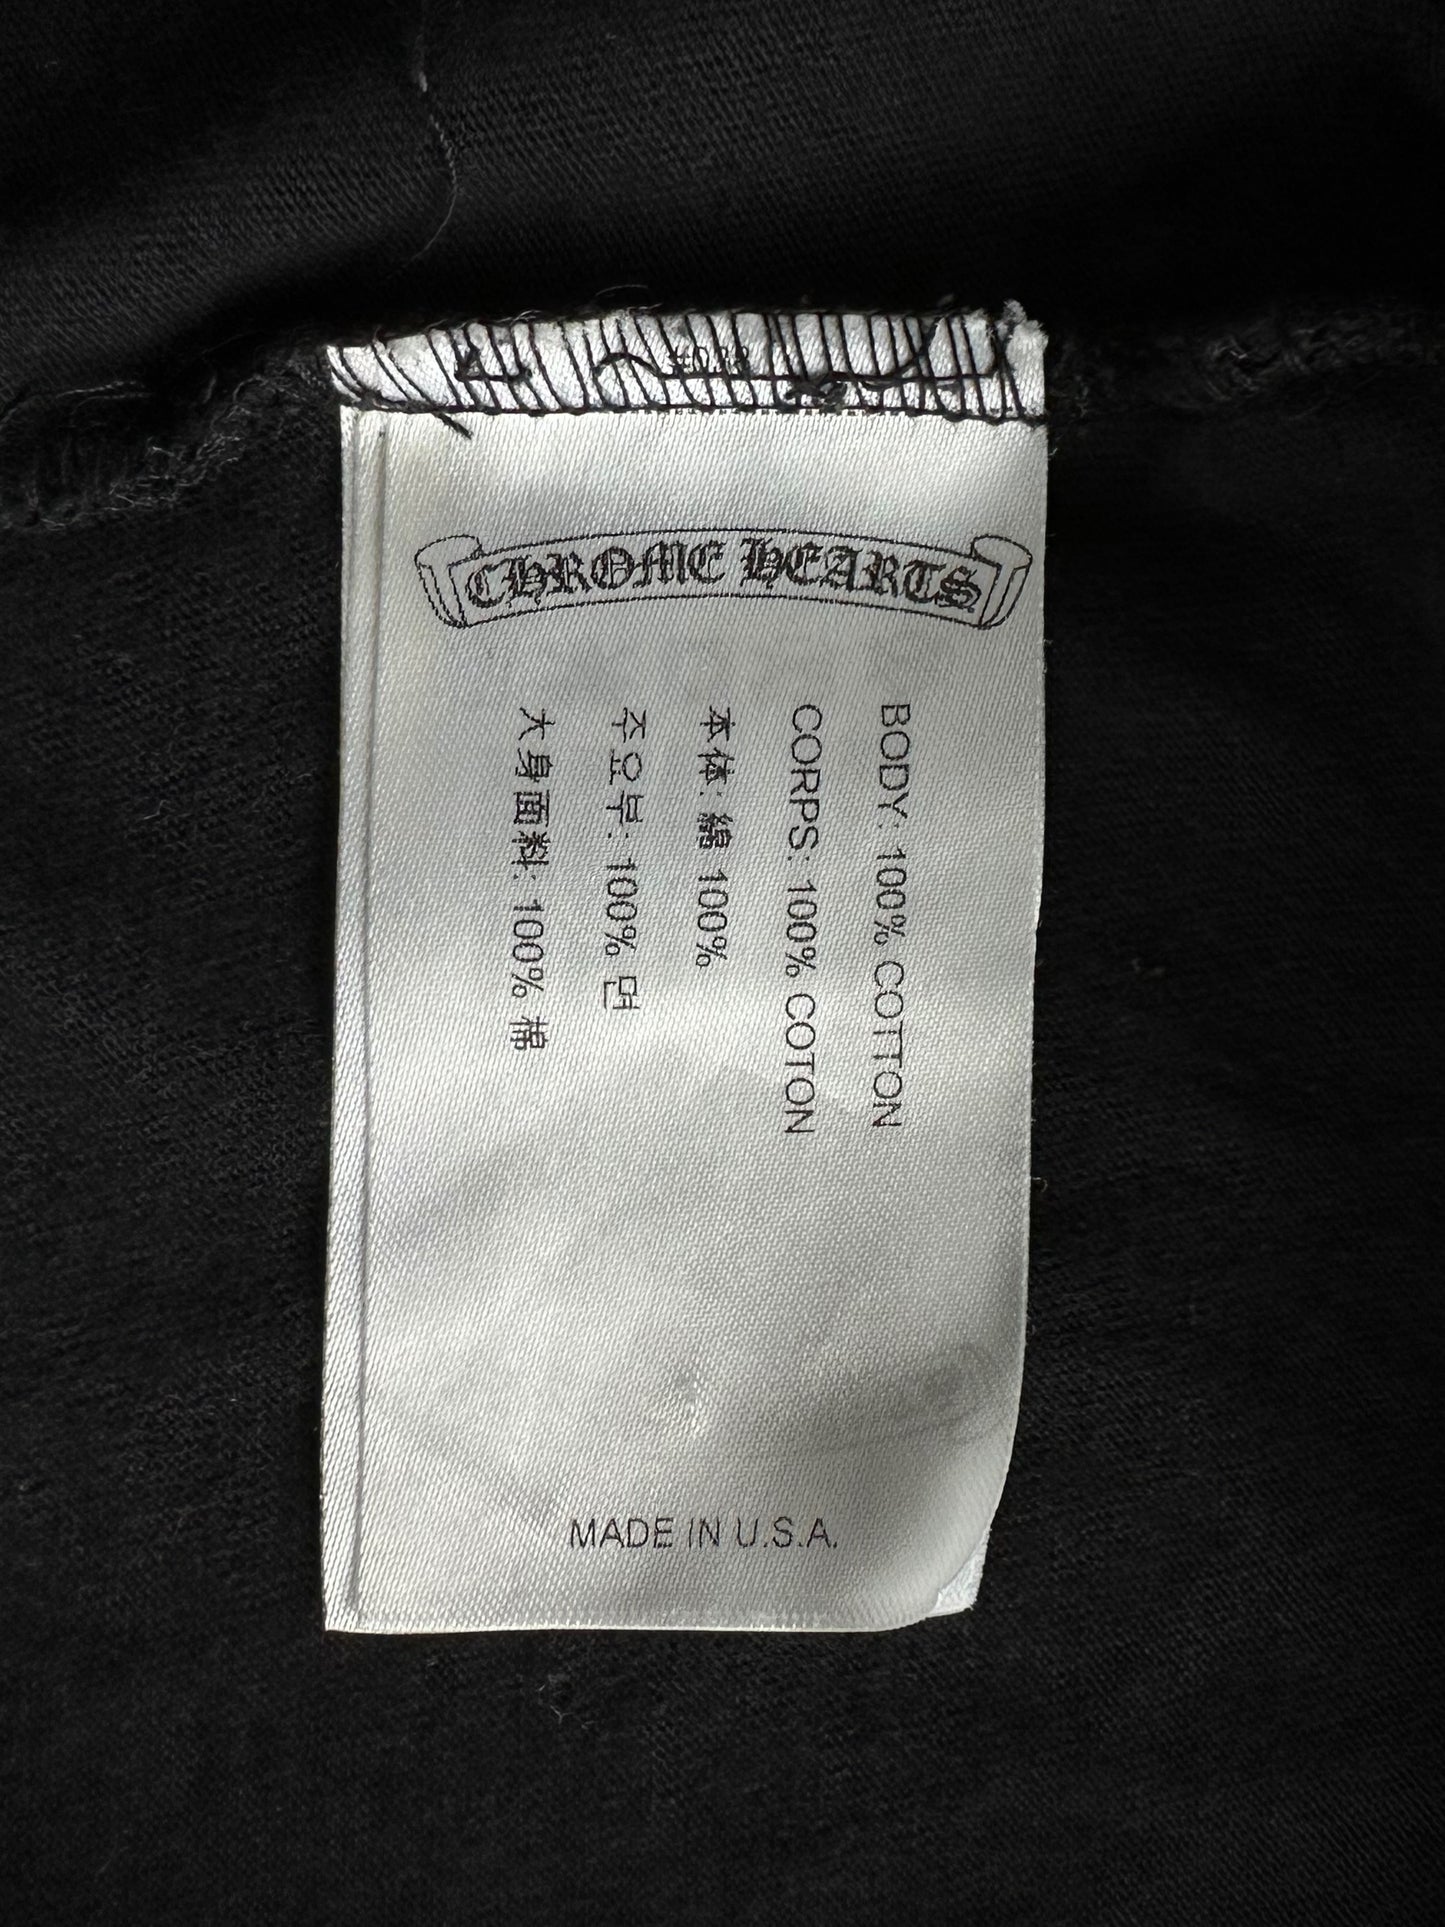 CHROME HEARTS
BODY: 100% COTTON
CORPS: 100% COTON
本体: 綿 100%
주요부: 100% 면
大身面料: 100% 棉
MADE IN U.S.A.